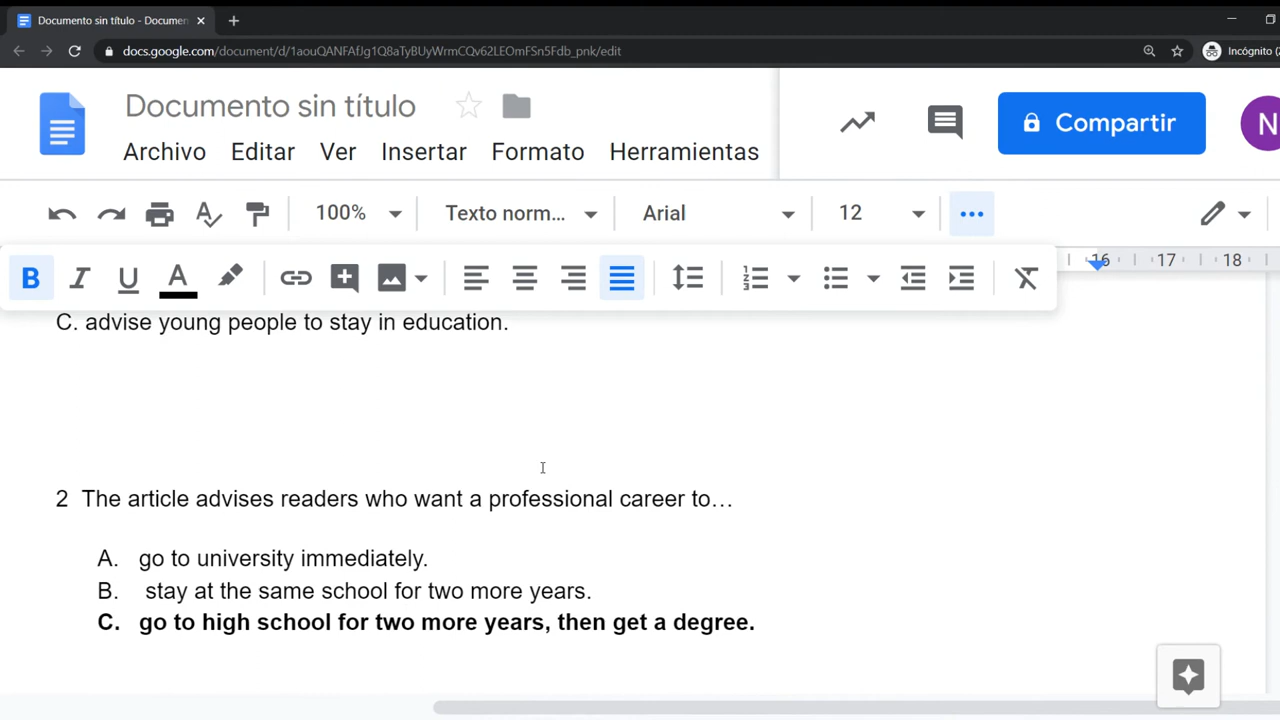 Documento sin título - Documen
docs.google.com/document/d/1aouQANFAfJg1Q8aTyBUyWrmCQv62LEOmFSn5Fdb_pnk/edit
Incógnito (2
Documento sin título
Archivo Editar Ver Insertar Formato Herramientas
Compartir
N
100% Texto norm... Arial 12
B I U A
16 17 18
C. advise young people to stay in education.
2 The article advises readers who want a professional career to…
A. go to university immediately.
B. stay at the same school for two more years.
C. go to high school for two more years, then get a degree.